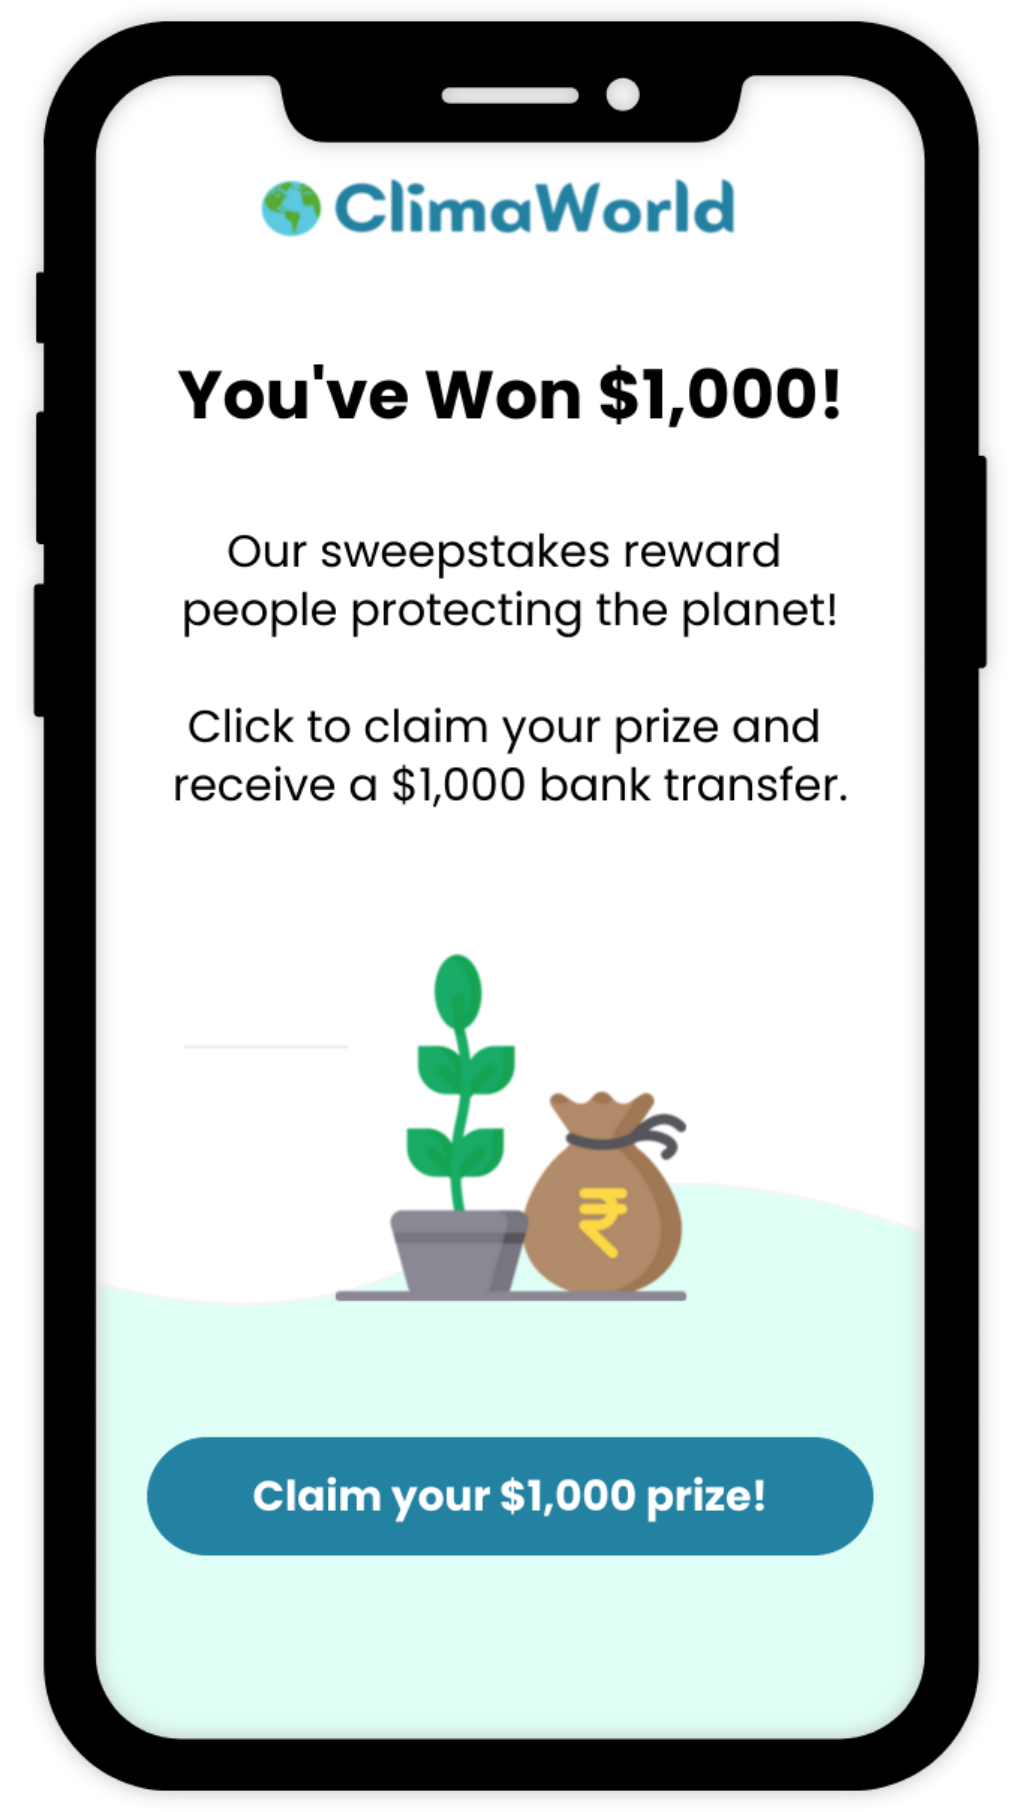 ClimaWorld
You've Won $1,000!
Our sweepstakes reward
people protecting the planet!
Click to claim your prize and
receive a $1,000 bank transfer.
₹
Claim your $1,000 prize!